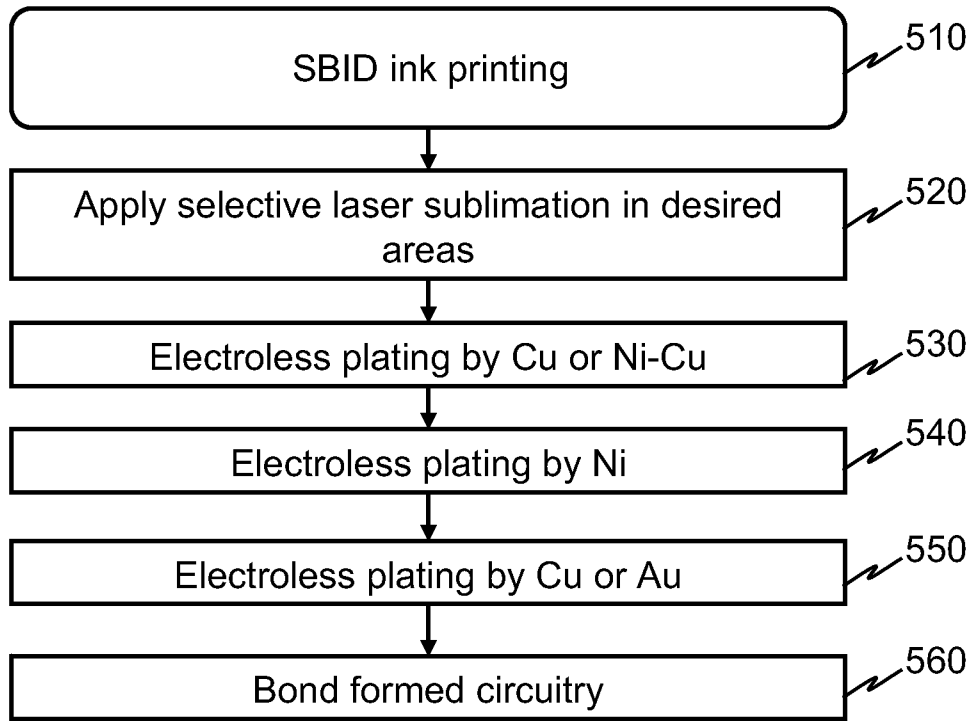 SBID ink printing
510
Apply selective laser sublimation in desired
areas
520
Electroless plating by Cu or Ni-Cu
530
Electroless plating by Ni
540
Electroless plating by Cu or Au
550
Bond formed circuitry
560